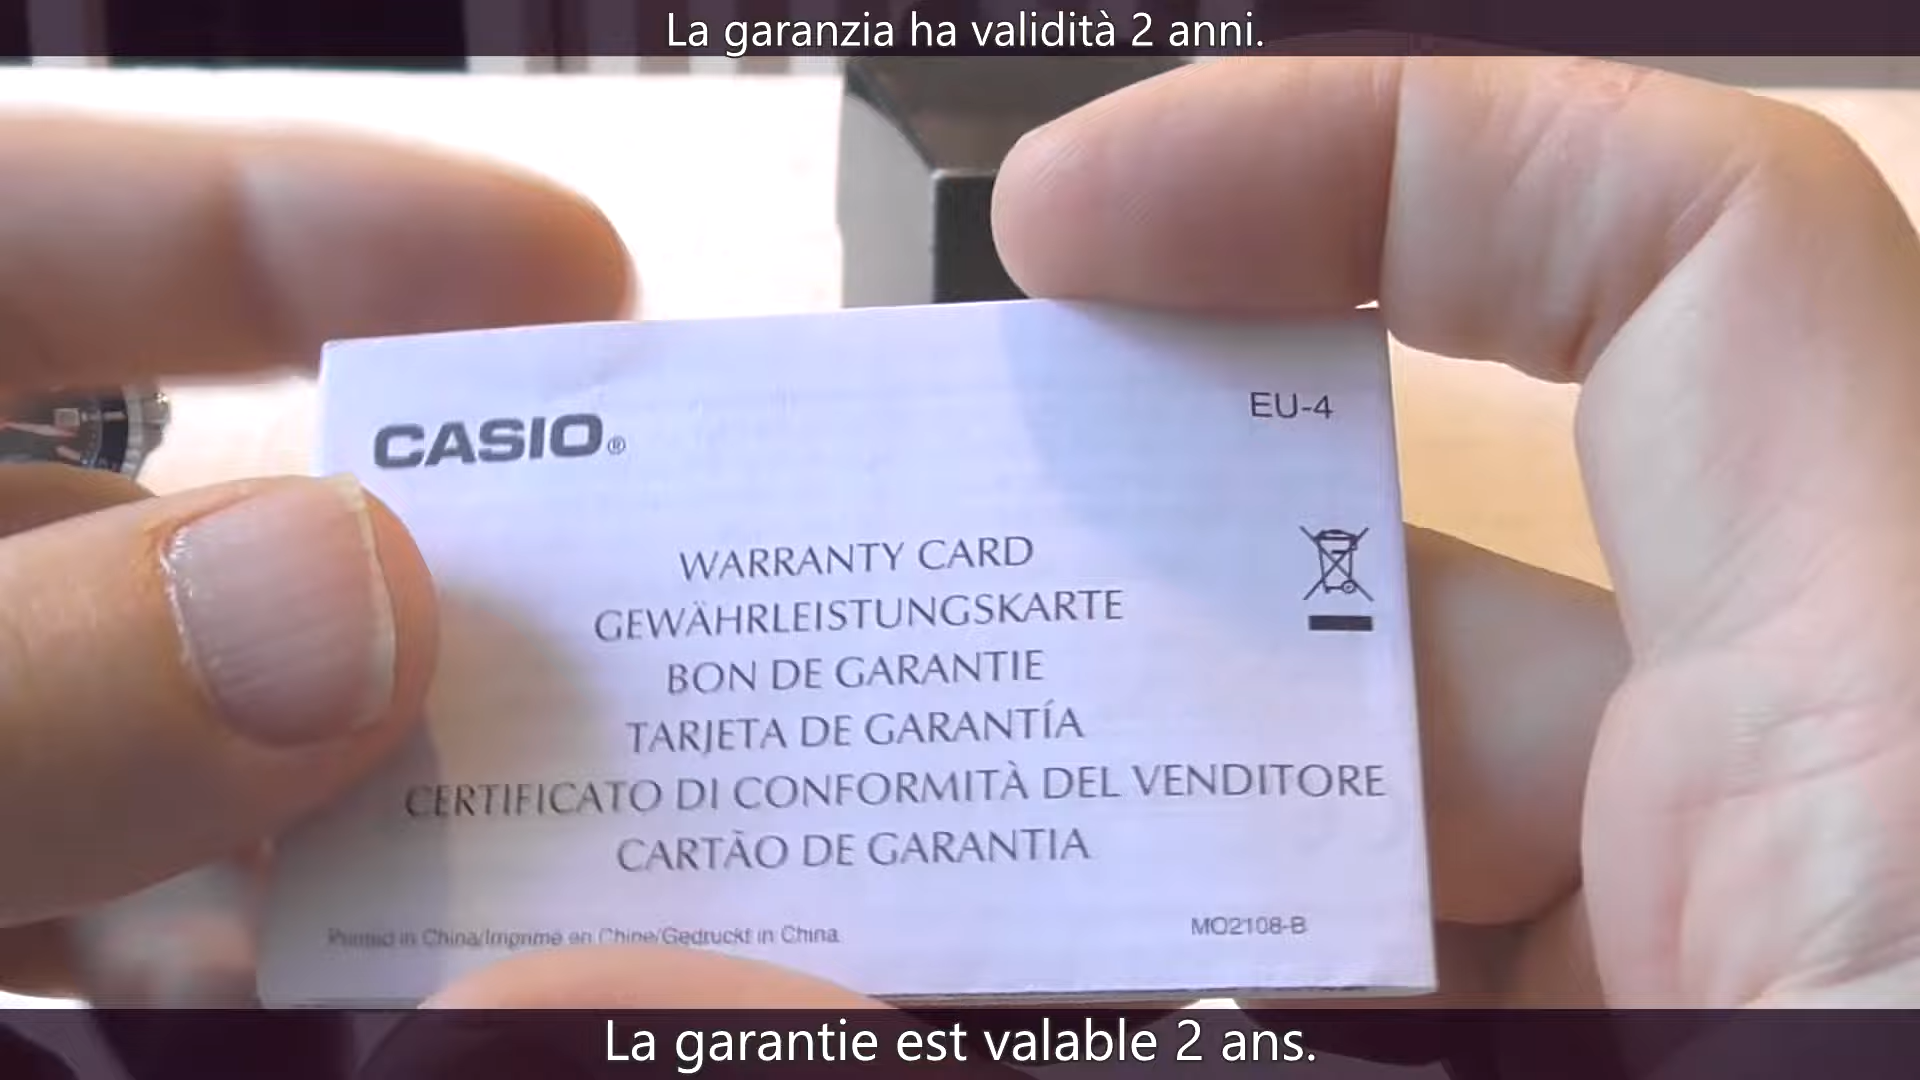 La garanzia ha validità 2 anni.
CASIO®
EU-4
WARRANTY CARD
GEWÄHRLEISTUNGSKARTE
BON DE GARANTIE
TARJETA DE GARANTÍA
CERTIFICATO DI CONFORMITÀ DEL VENDITORE
CARTÃO DE GARANTIA
Printed in China/Imprimé en Chine/Gedruckt in China
MO2108-B
La garantie est valable 2 ans.